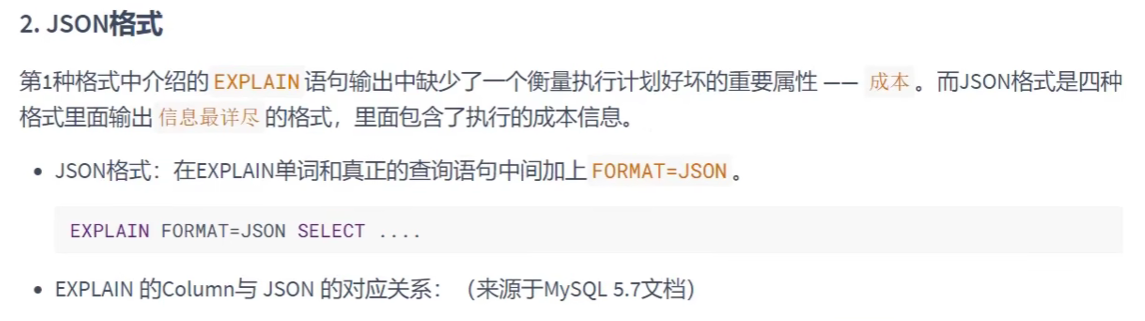 2. JSON格式
第1种格式中介绍的 EXPLAIN 语句输出中缺少了一个衡量执行计划好坏的重要属性 —— 成本 。而JSON格式是四种
格式里面输出 信息最详尽 的格式，里面包含了执行的成本信息。
• JSON格式：在EXPLAIN单词和真正的查询语句中间加上 FORMAT=JSON 。
EXPLAIN FORMAT=JSON SELECT ....
• EXPLAIN 的Column与 JSON 的对应关系：（来源于MySQL 5.7文档）